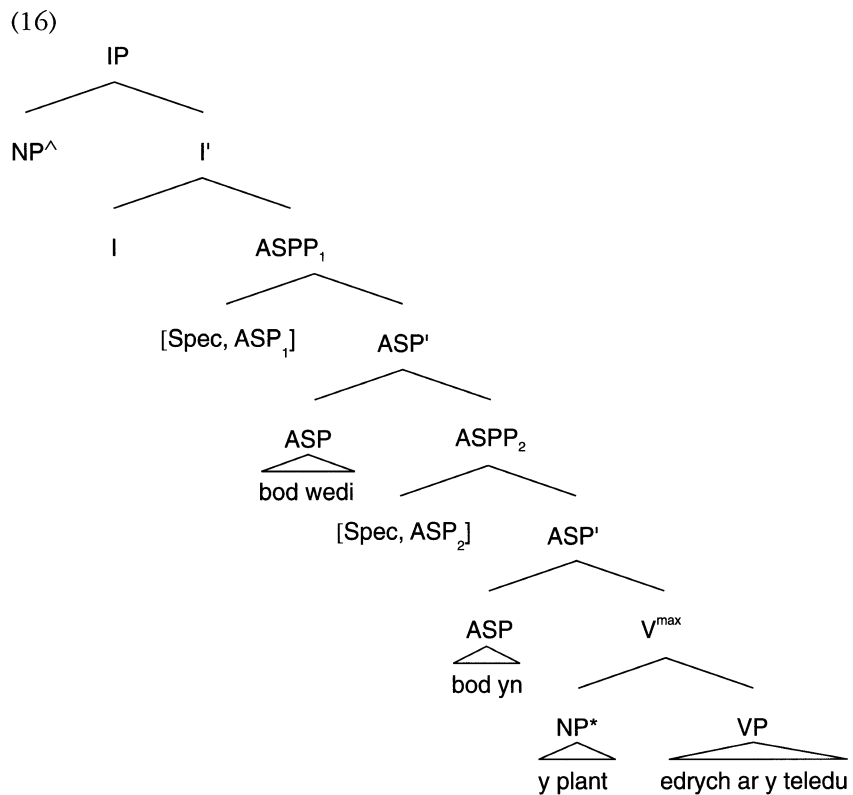 (16)
IP
NP^ I'
I ASPP₁
[Spec, ASP₁] ASP'
ASP ASPP₂
bod wedi
[Spec, ASP₂] ASP'
ASP Vᵐᵃˣ
bod yn
NP* VP
y plant edrych ar y teledu